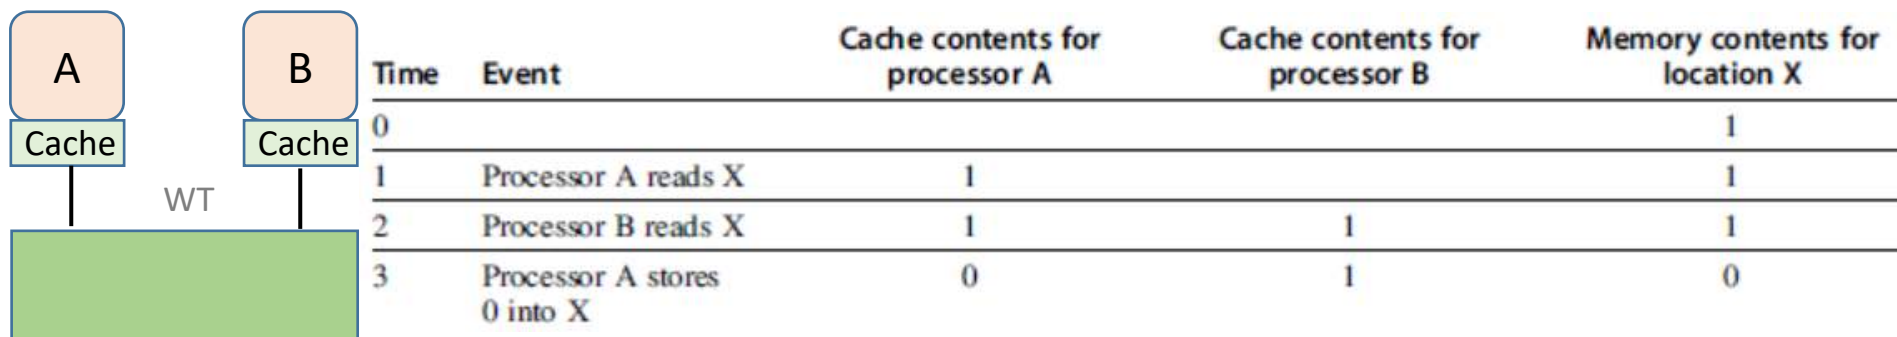 A
B
Cache
Cache
WT
Cache contents for Cache contents for Memory contents for
Time Event processor A processor B location X
0 1
1 Processor A reads X 1 1
2 Processor B reads X 1 1 1
3 Processor A stores 0 1 0
0 into X